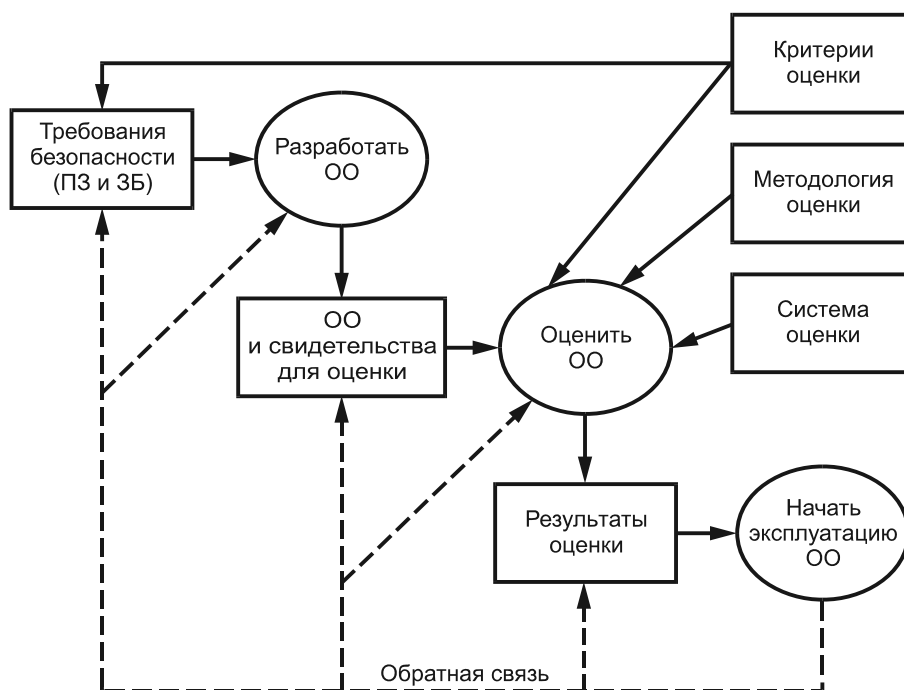 Критерии
оценки
Требования
безопасности
(ПЗ и ЗБ)
Разработать
ОО
Методология
оценки
ОО
и свидетельства
для оценки
Оценить
ОО
Система
оценки
Результаты
оценки
Начать
эксплуатацию
ОО
Обратная связь